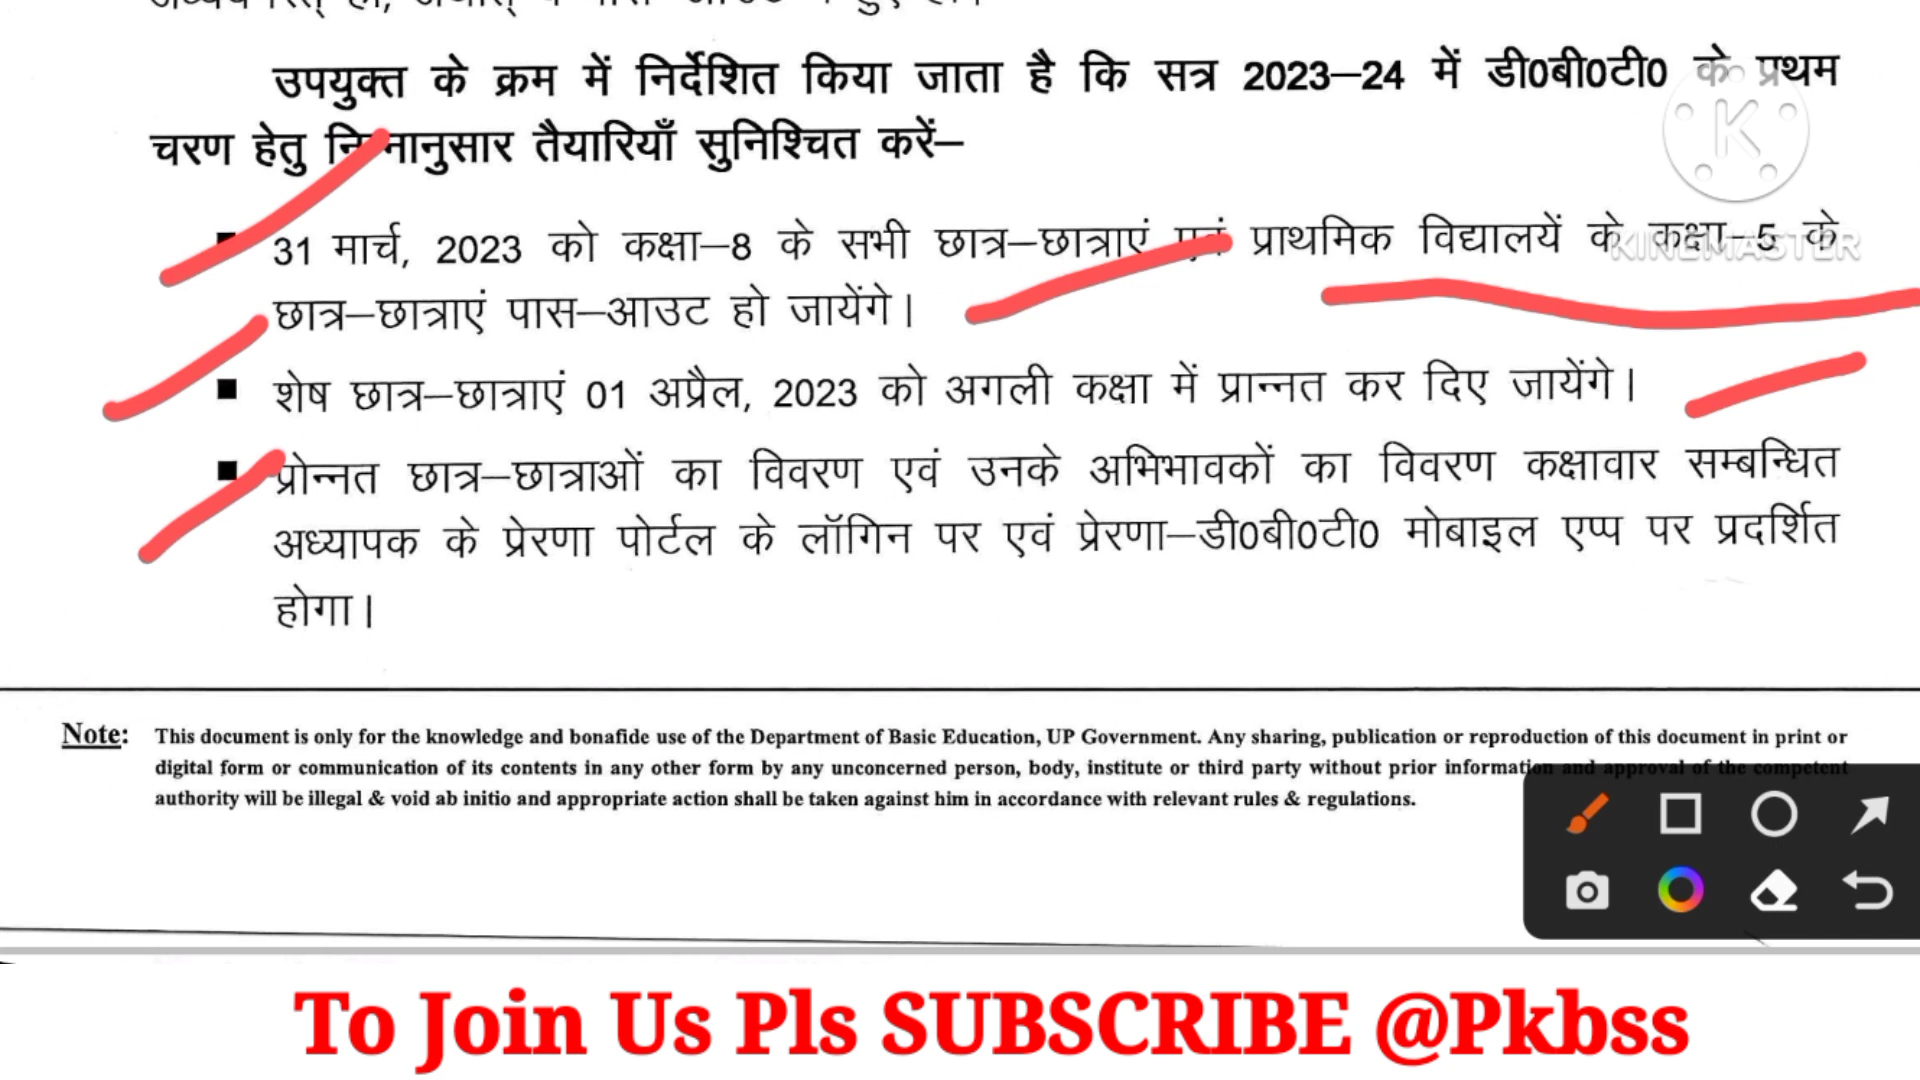 उपयुक्त के क्रम में निर्देशित किया जाता है कि सत्र 2023–24 में डी0बी0टी0 के प्रथम
चरण हेतु निम्नानुसार तैयारियाँ सुनिश्चित करें–
▪ 31 मार्च, 2023 को कक्षा–8 के सभी छात्र–छात्राएं एवं प्राथमिक विद्यालयें के कक्षा–5 के
छात्र–छात्राएं पास–आउट हो जायेंगे।
▪ शेष छात्र–छात्राएं 01 अप्रैल, 2023 को अगली कक्षा में प्रान्नत कर दिए जायेंगे।
▪ प्रोन्नत छात्र–छात्राओं का विवरण एवं उनके अभिभावकों का विवरण कक्षावार सम्बन्धित
अध्यापक के प्रेरणा पोर्टल के लॉगिन पर एवं प्रेरणा–डी0बी0टी0 मोबाइल एप्प पर प्रदर्शित
होगा।
K
KINEMASTER
Note: This document is only for the knowledge and bonafide use of the Department of Basic Education, UP Government. Any sharing, publication or reproduction of this document in print or
digital form or communication of its contents in any other form by any unconcerned person, body, institute or third party without prior information and approval of the competent
authority will be illegal & void ab initio and appropriate action shall be taken against him in accordance with relevant rules & regulations.
To Join Us Pls SUBSCRIBE @Pkbss